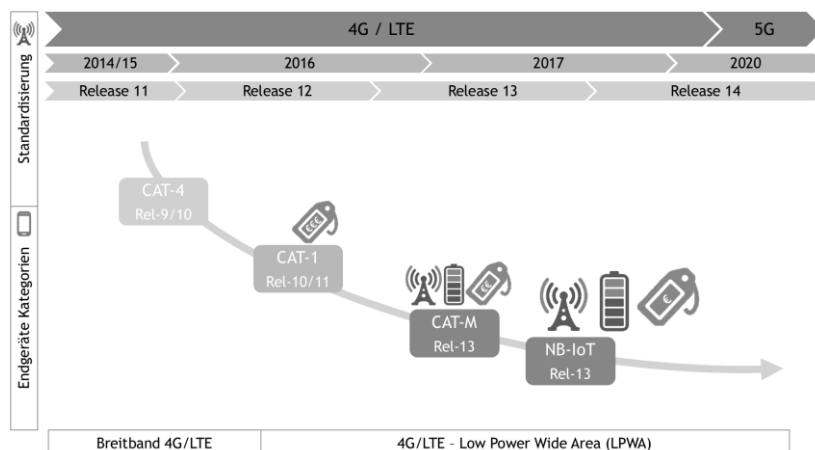 4G / LTE
5G
2014/15
2016
2017
2020
Release 11
Release 12
Release 13
Release 14
Standardisierung
Endgeräte Kategorien
CAT-4
Rel-9/10
€€€
CAT-1
Rel-10/11
€€
CAT-M
Rel-13
€
NB-IoT
Rel-13
Breitband 4G/LTE
4G/LTE - Low Power Wide Area (LPWA)